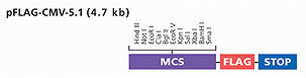 pFLAG-CMV-5.1 (4.7 kb)
Hind III
Not I
EcoR I
Cla I
Bgl II
EcoR V
Kpn I
Sal I
Xba I
BamH I
Sma I
MCS
FLAG
STOP